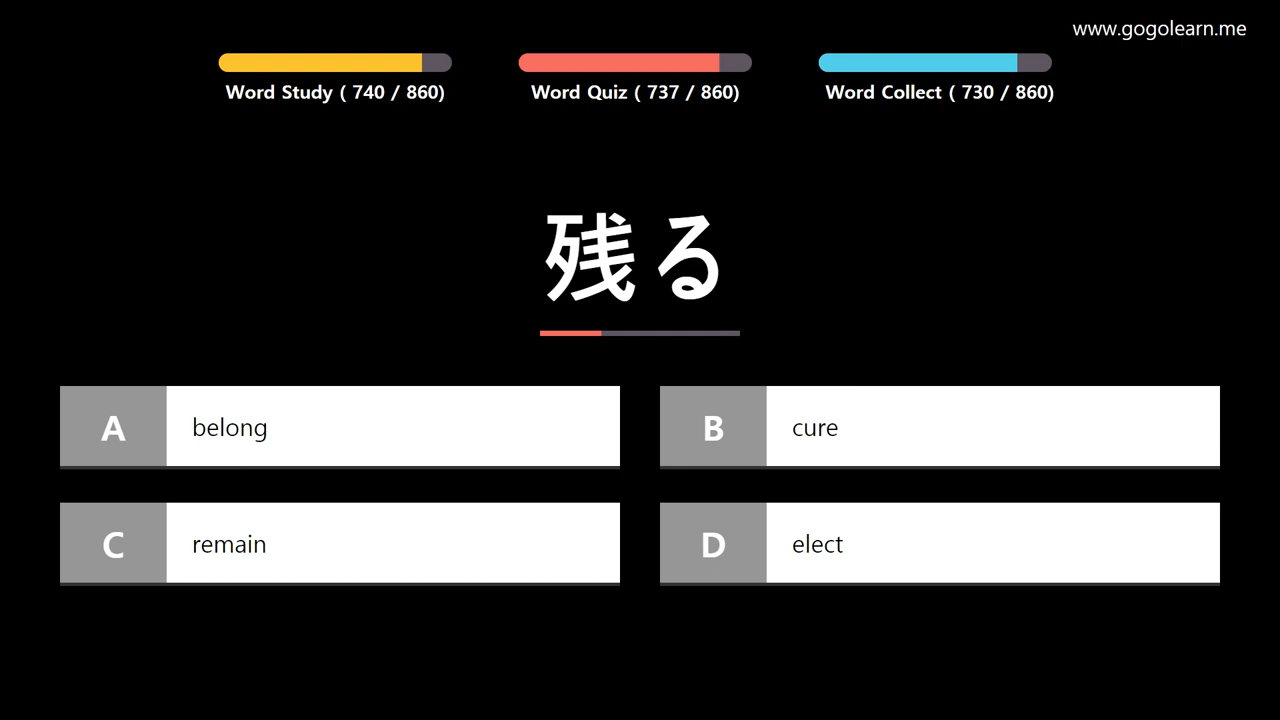 www.gogolearn.me
Word Study ( 740 / 860)
Word Quiz ( 737 / 860)
Word Collect ( 730 / 860)
残る
A belong
B cure
C remain
D elect